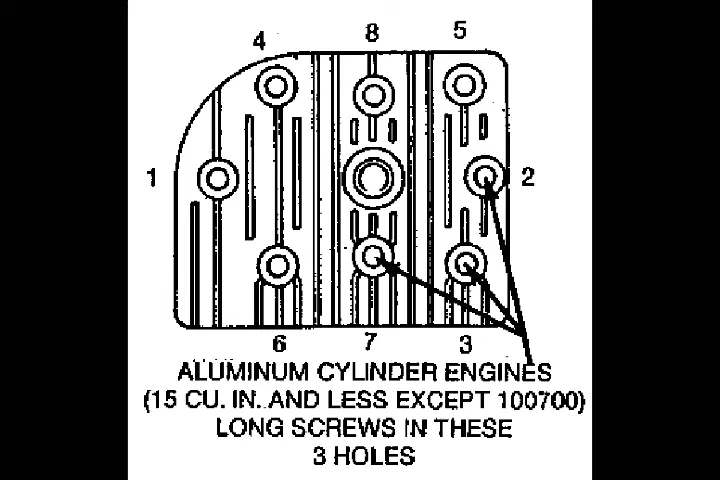 4 8 5
1 2
6 7 3
ALUMINUM CYLINDER ENGINES
(15 CU. IN. AND LESS EXCEPT 100700)
LONG SCREWS IN THESE
3 HOLES